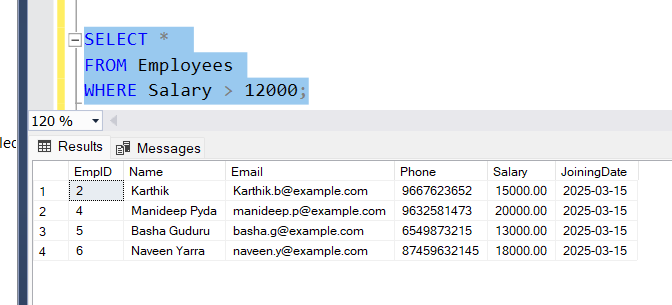 SELECT *
FROM Employees
WHERE Salary > 12000;
120 %
Results Messages
EmpID Name Email Phone Salary JoiningDate
1 2 Karthik Karthik.b@example.com 9667623652 15000.00 2025-03-15
2 4 Manideep Pyda manideep.p@example.com 9632581473 20000.00 2025-03-15
3 5 Basha Guduru basha.g@example.com 6549873215 13000.00 2025-03-15
4 6 Naveen Yarra naveen.y@example.com 87459632145 18000.00 2025-03-15